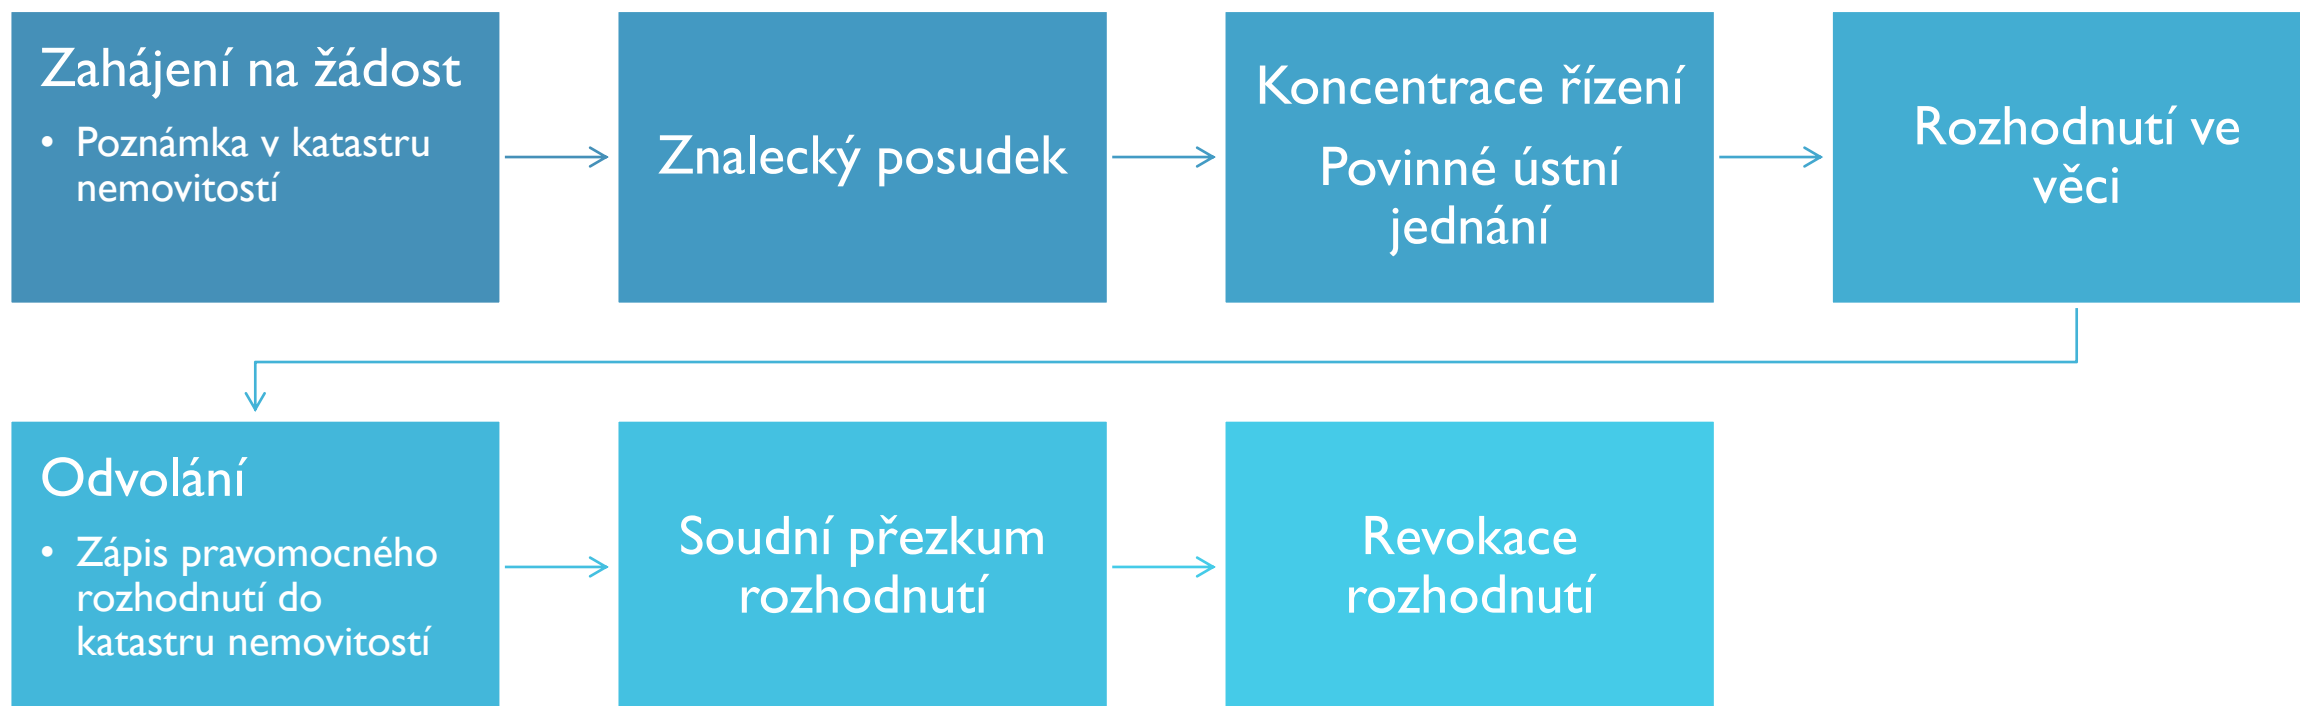 Zahájení na žádost
• Poznámka v katastru
nemovitostí
Znalecký posudek
Koncentrace řízení
Povinné ústní
jednání
Rozhodnutí ve
věci
Odvolání
• Zápis pravomocného
rozhodnutí do
katastru nemovitostí
Soudní přezkum
rozhodnutí
Revokace
rozhodnutí